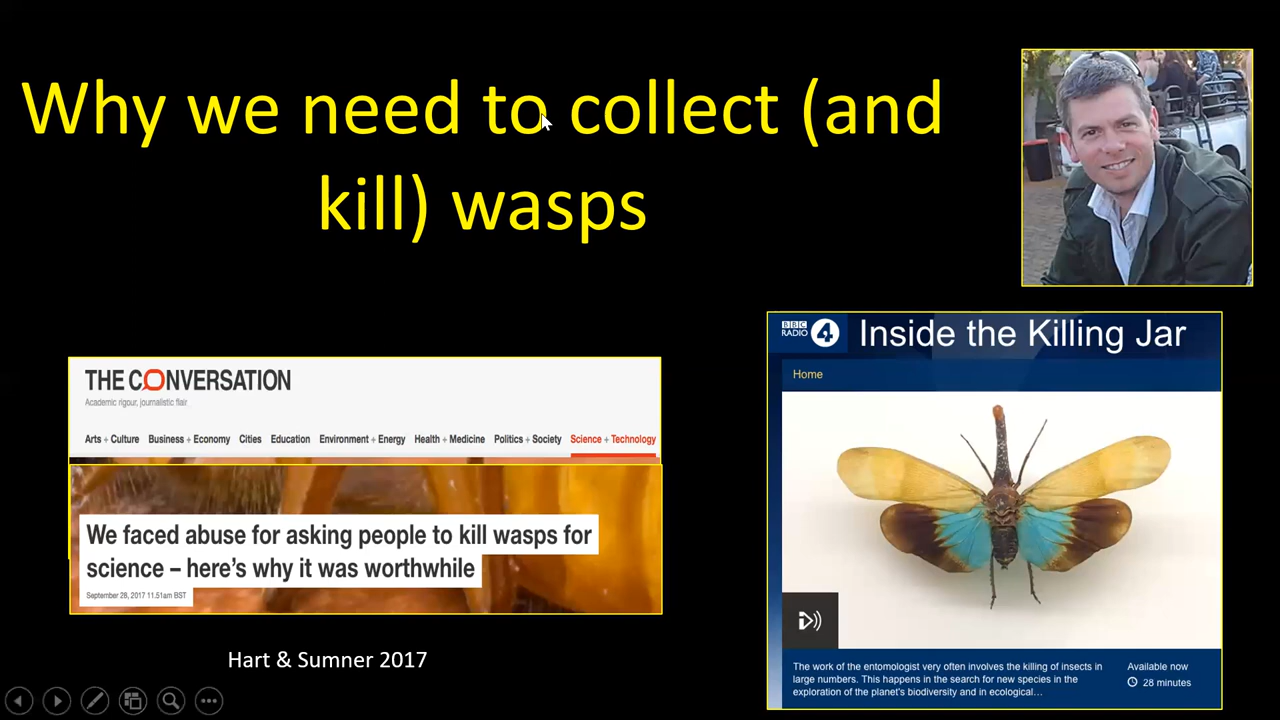 Why we need to collect (and
kill) wasps
THE CONVERSATION
Academic rigour, journalistic flair
Arts + Culture Business + Economy Cities Education Environment + Energy Health + Medicine Politics + Society Science + Technology
We faced abuse for asking people to kill wasps for
science – here's why it was worthwhile
September 28, 2017 11.51am BST
Hart & Sumner 2017
BBC
RADIO 4
Inside the Killing Jar
Home
The work of the entomologist very often involves the killing of insects in
large numbers. This happens in the search for new species in the
exploration of the planet's biodiversity and in ecological…
Available now
28 minutes